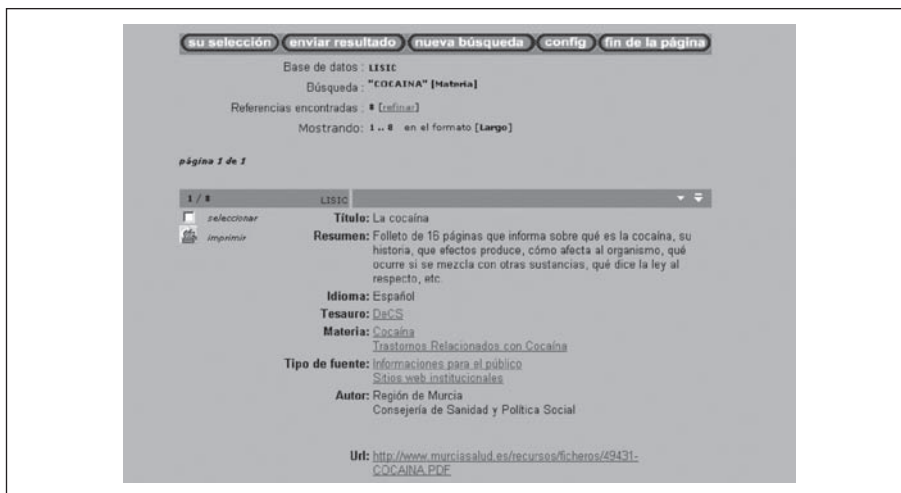 su selección enviar resultado nueva búsqueda config fin de la página
Base de datos : LISIC
Búsqueda : "COCAINA" [Materia]
Referencias encontradas : 8 [refinar]
Mostrando: 1 .. 8 en el formato [Largo]
página 1 de 1
1 / 8 LISIC
seleccionar
imprimir
Título: La cocaína
Resumen: Folleto de 16 páginas que informa sobre qué es la cocaína, su
historia, que efectos produce, cómo afecta al organismo, qué
ocurre si se mezcla con otras sustancias, qué dice la ley al
respecto, etc.
Idioma: Español
Tesauro: DeCS
Materia: Cocaína
Trastornos Relacionados con Cocaína
Tipo de fuente: Informaciones para el público
Sitios web institucionales
Autor: Región de Murcia
Consejería de Sanidad y Política Social
Url: http://www.murciasalud.es/recursos/ficheros/49431-
COCAINA.PDF